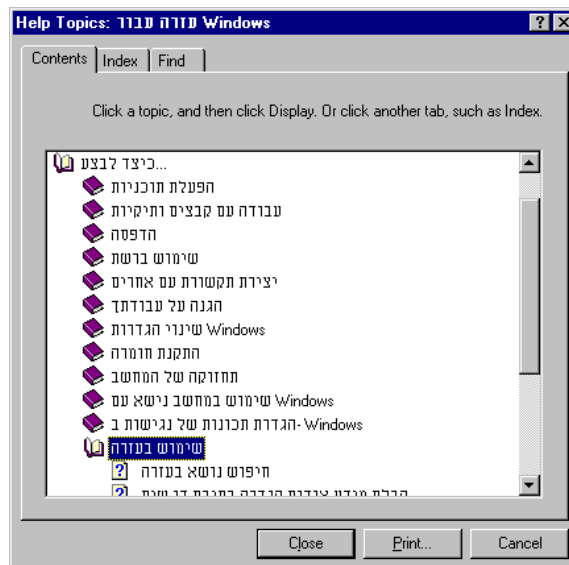 Help Topics: עזרה עבור Windows
Contents
Index
Find
Click a topic, and then click Display. Or click another tab, such as Index.
כיצד לבצע...
הפעלת תוכניות
עבודה עם קבצים ותיקיות
הדפסה
שימוש ברשת
יצירת תקשורת עם אחרים
הגנה על עבודתך
שינוי הגדרות Windows
התקנת חומרה
תחזוקה של המחשב
שימוש במחשב נישא עם Windows
הגדרת תכונות של נגישות ב-Windows
שימוש בעזרה
חיפוש נושא בעזרה
Close
Print...
Cancel